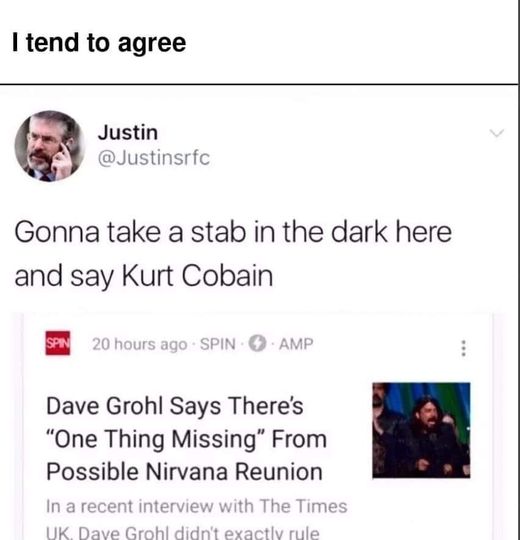 I tend to agree
Justin
@Justinsrfc
Gonna take a stab in the dark here
and say Kurt Cobain
SPIN 20 hours ago · SPIN · AMP
Dave Grohl Says There's
“One Thing Missing” From
Possible Nirvana Reunion
In a recent interview with The Times
UK, Dave Grohl didn't exactly rule